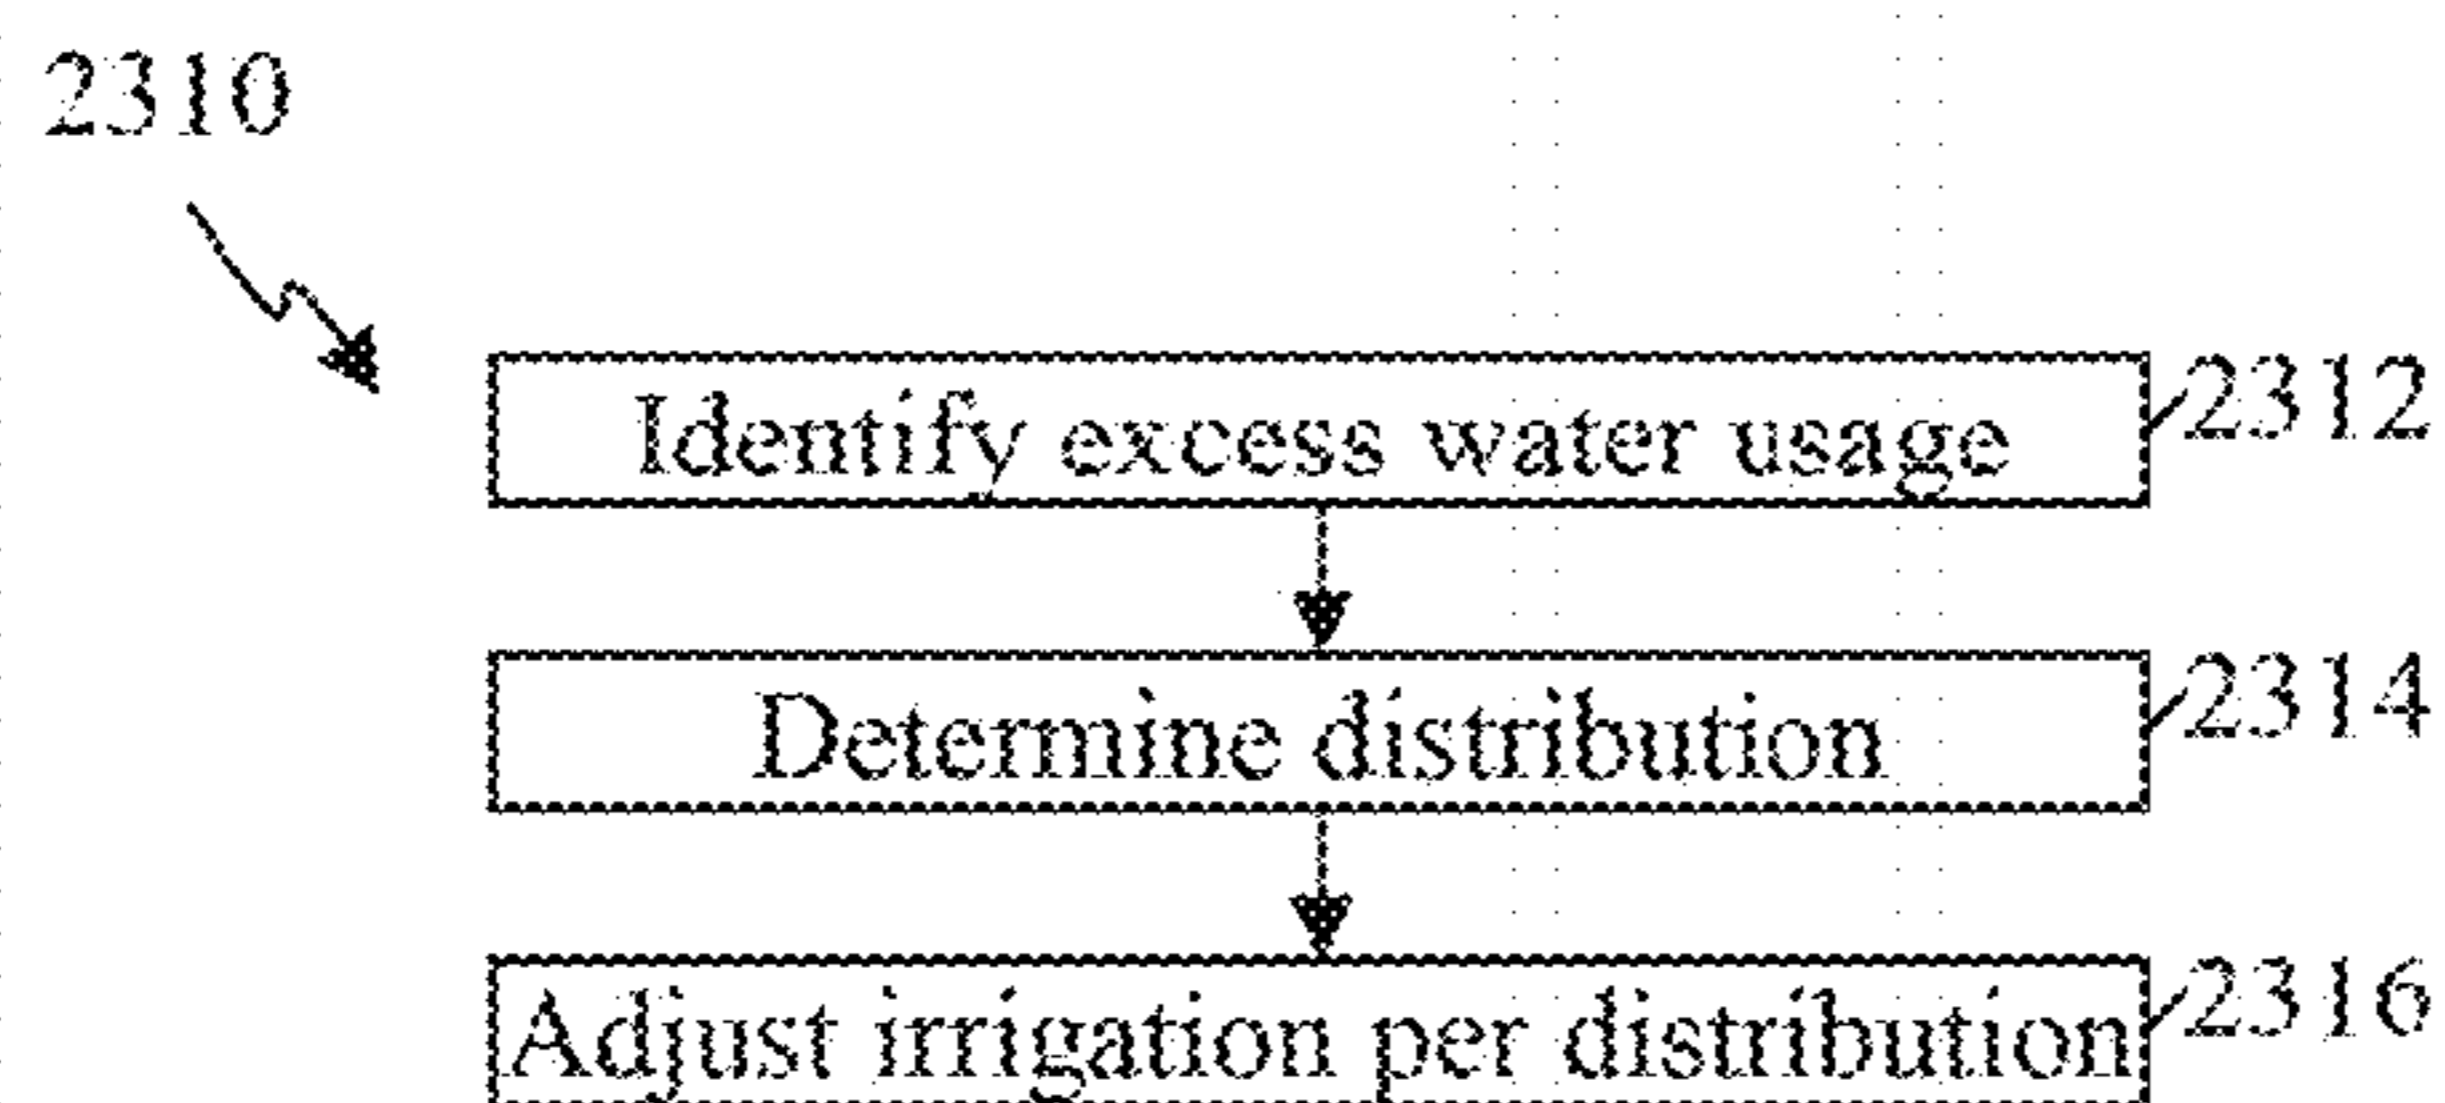 2310
Identify excess water usage 2312
Determine distribution 2314
Adjust irrigation per distribution 2316